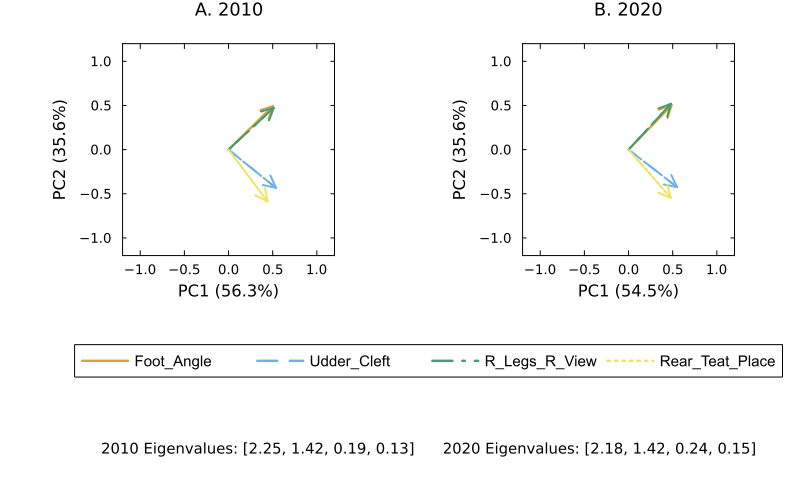 A. 2010
B. 2020
1.0
0.5
0.0
−0.5
−1.0
PC2 (35.6%)
−1.0 −0.5 0.0 0.5 1.0
PC1 (56.3%)
1.0
0.5
0.0
−0.5
−1.0
PC2 (35.6%)
−1.0 −0.5 0.0 0.5 1.0
PC1 (54.5%)
Foot_Angle Udder_Cleft R_Legs_R_View Rear_Teat_Place
2010 Eigenvalues: [2.25, 1.42, 0.19, 0.13] 2020 Eigenvalues: [2.18, 1.42, 0.24, 0.15]